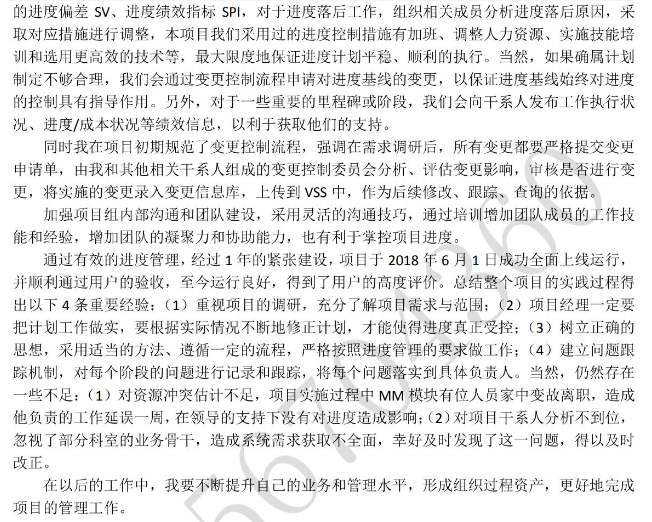 的进度偏差 SV、进度绩效指标 SPI，对于进度落后工作，组织相关成员分析进度落后原因，采
取对应措施进行调整，本项目我们采用过的进度控制措施有加班、调整人力资源、实施技能培
训和选用更高效的技术等，最大限度地保证进度计划平稳、顺利的执行。当然，如果确属计划
制定不够合理，我们会通过变更控制流程申请对进度基线的变更，以保证进度基线始终对进度
的控制具有指导作用。另外，对于一些重要的里程碑或阶段，我们会向干系人发布工作执行状
况、进度/成本状况等绩效信息，以利于获取他们的支持。
同时我在项目初期规范了变更控制流程，强调在需求调研后，所有变更都要严格提交变更
申请单，由我和其他相关干系人组成的变更控制委员会分析、评估变更影响，审核是否进行变
更，将实施的变更录入变更信息库，上传到 VSS 中，作为后续修改、跟踪、查询的依据。
加强项目组内部沟通和团队建设，采用灵活的沟通技巧，通过培训增加团队成员的工作技
能和经验，增加团队的凝聚力和协助能力，也有利于掌控项目进度。
通过有效的进度管理，经过 1 年的紧张建设，项目于 2018 年 6 月 1 日成功全面上线运行，
并顺利通过用户的验收，至今运行良好，得到了用户的高度评价。总结整个项目的实践过程得
出以下 4 条重要经验：（1）重视项目的调研，充分了解项目需求与范围；（2）项目经理一定要
把计划工作做实，要根据实际情况不断地修正计划，才能使得进度真正受控；（3）树立正确的
思想，采用适当的方法、遵循一定的流程，严格按照进度管理的要求做工作；（4）建立问题跟
踪机制，对每个阶段的问题进行记录和跟踪，将每个问题落实到具体负责人。当然，仍然存在
一些不足：（1）对资源冲突估计不足，项目实施过程中 MM 模块有位人员家中变故离职，造成
他负责的工作延误一周，在领导的支持下没有对进度造成影响；（2）对项目干系人分析不到位，
忽视了部分科室的业务骨干，造成系统需求获取不全面，幸好及时发现了这一问题，得以及时
改正。
在以后的工作中，我要不断提升自己的业务和管理水平，形成组织过程资产，更好地完成
项目的管理工作。
56704360